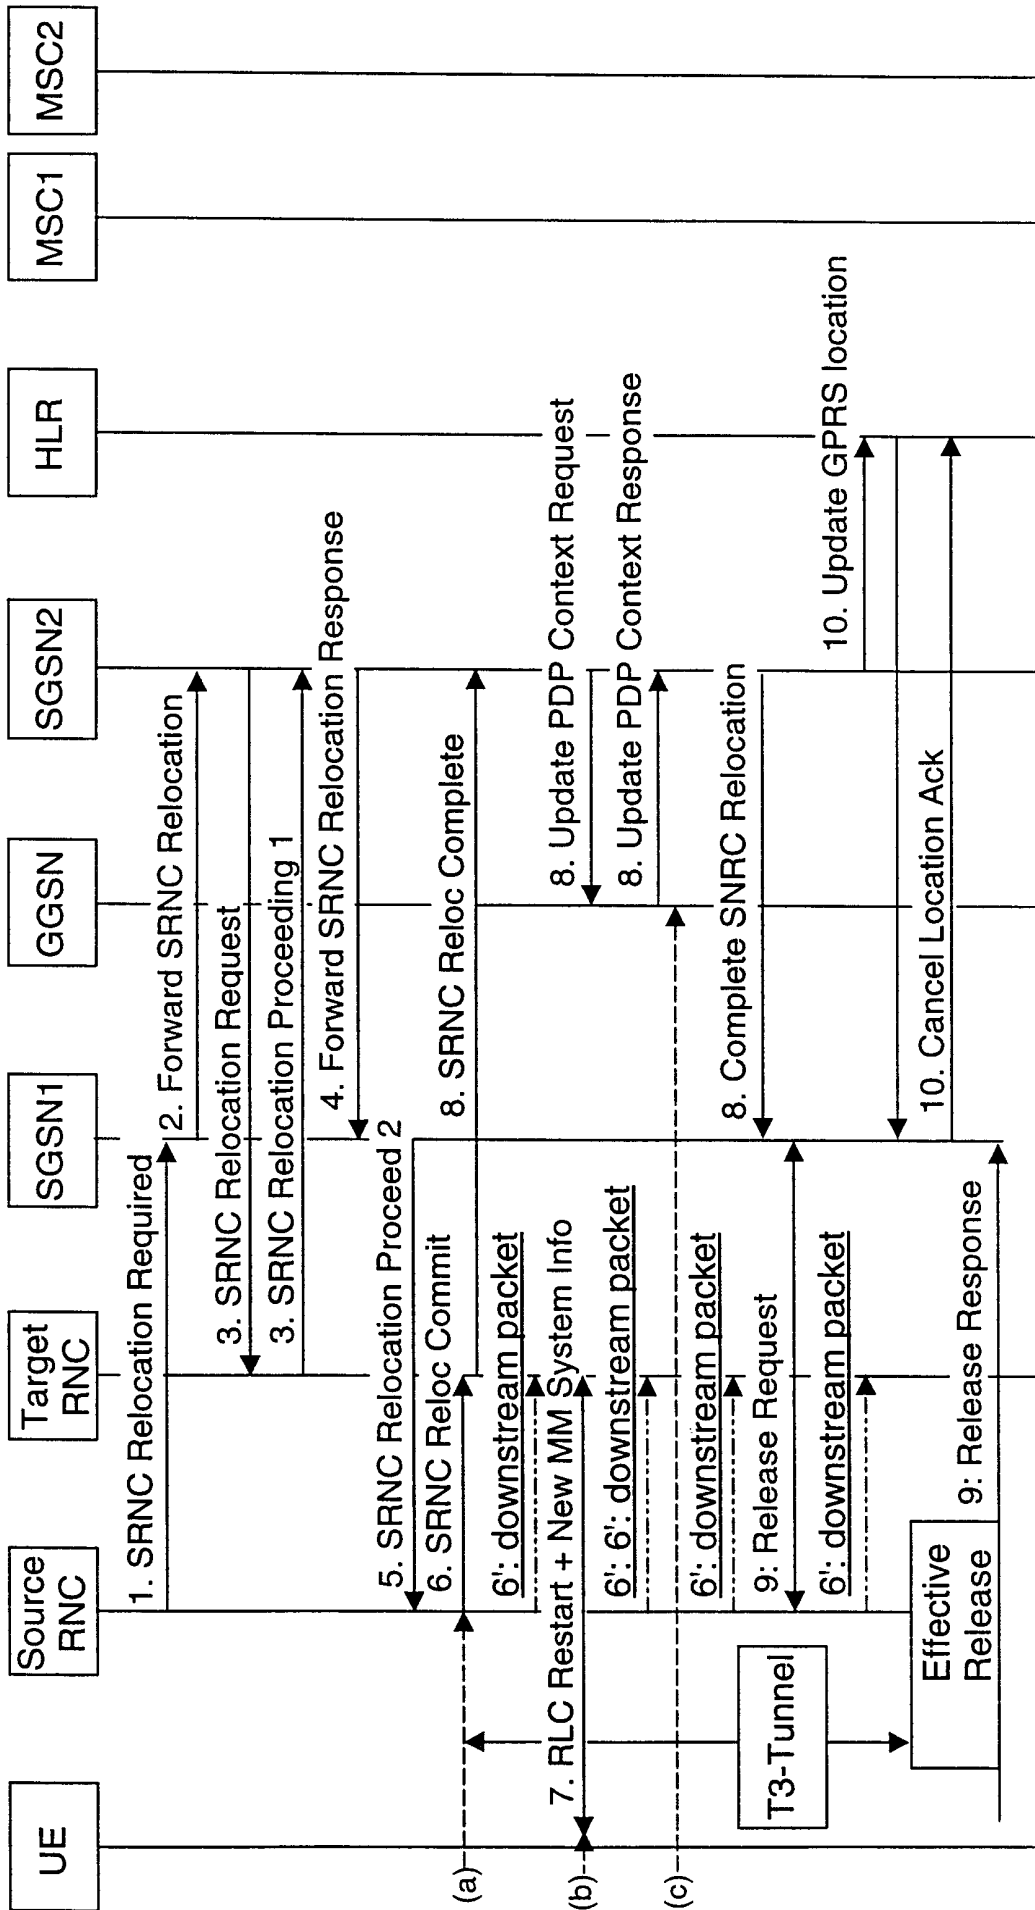 UE
Source
RNC
Target
RNC
SGSN1
GGSN
SGSN2
HLR
MSC1
MSC2
1. SRNC Relocation Required
2. Forward SRNC Relocation
3. SRNC Relocation Request
3. SRNC Relocation Proceeding 1
4. Forward SRNC Relocation Response
5. SRNC Relocation Proceed 2
6. SRNC Reloc Commit
(a)
8. SRNC Reloc Complete
6': downstream packet
7. RLC Restart + New MM System Info
(b)
8. Update PDP Context Request
6': 6': downstream packet
8. Update PDP Context Response
(c)
6': downstream packet
8. Complete SNRC Relocation
9: Release Request
T3-Tunnel
6': downstream packet
10. Update GPRS location
10. Cancel Location Ack
Effective
Release
9: Release Response